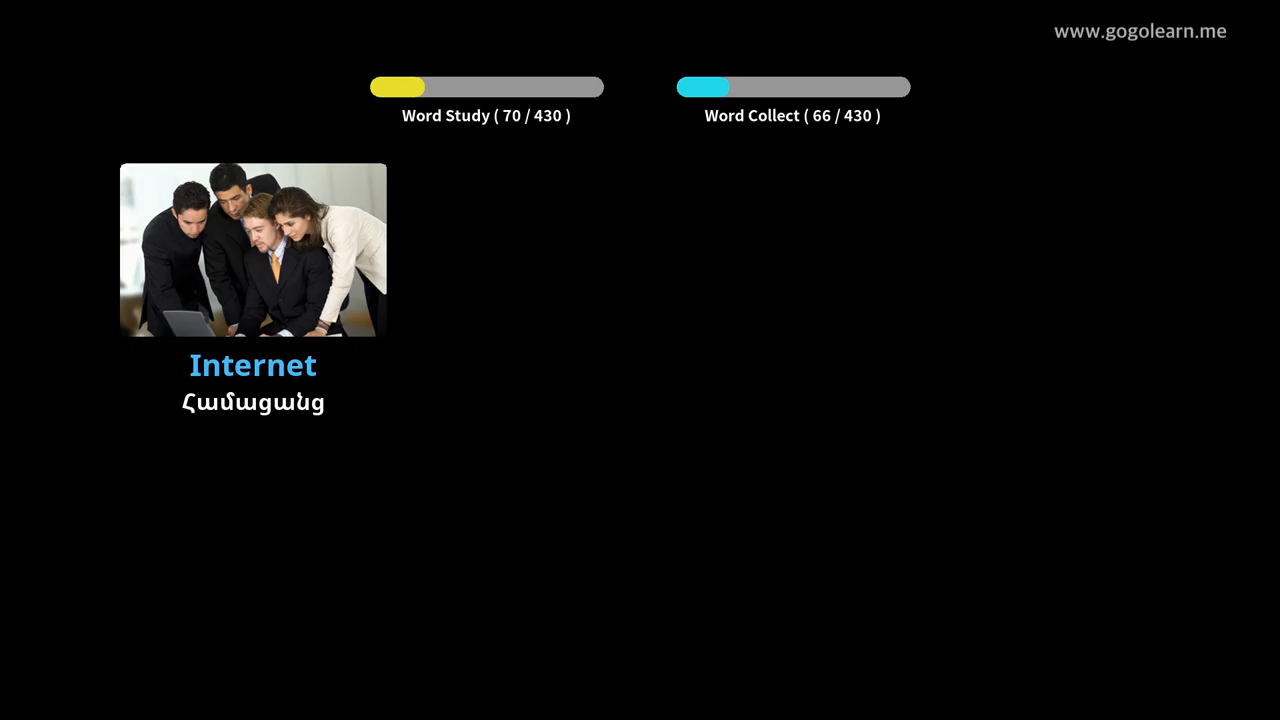 www.gogolearn.me
Word Study ( 70 / 430 )
Word Collect ( 66 / 430 )
Internet
Համացանց